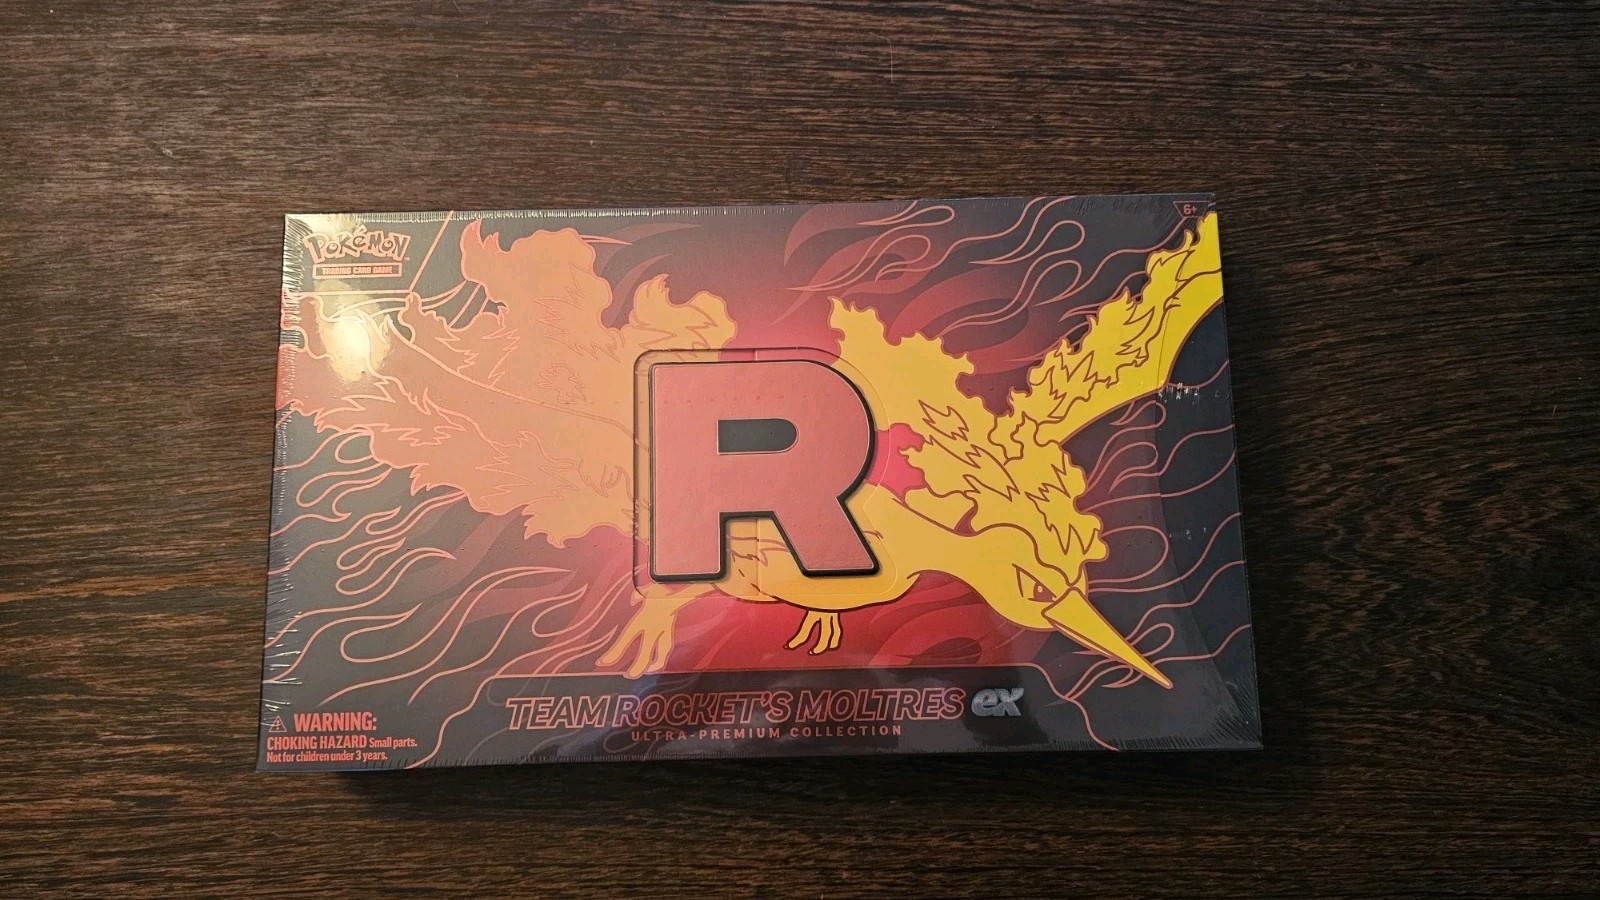 POKéMON
TRADING CARD GAME
6+
R
TEAM ROCKET'S MOLTRES ex
ULTRA-PREMIUM COLLECTION
WARNING:
CHOKING HAZARD Small parts.
Not for children under 3 years.